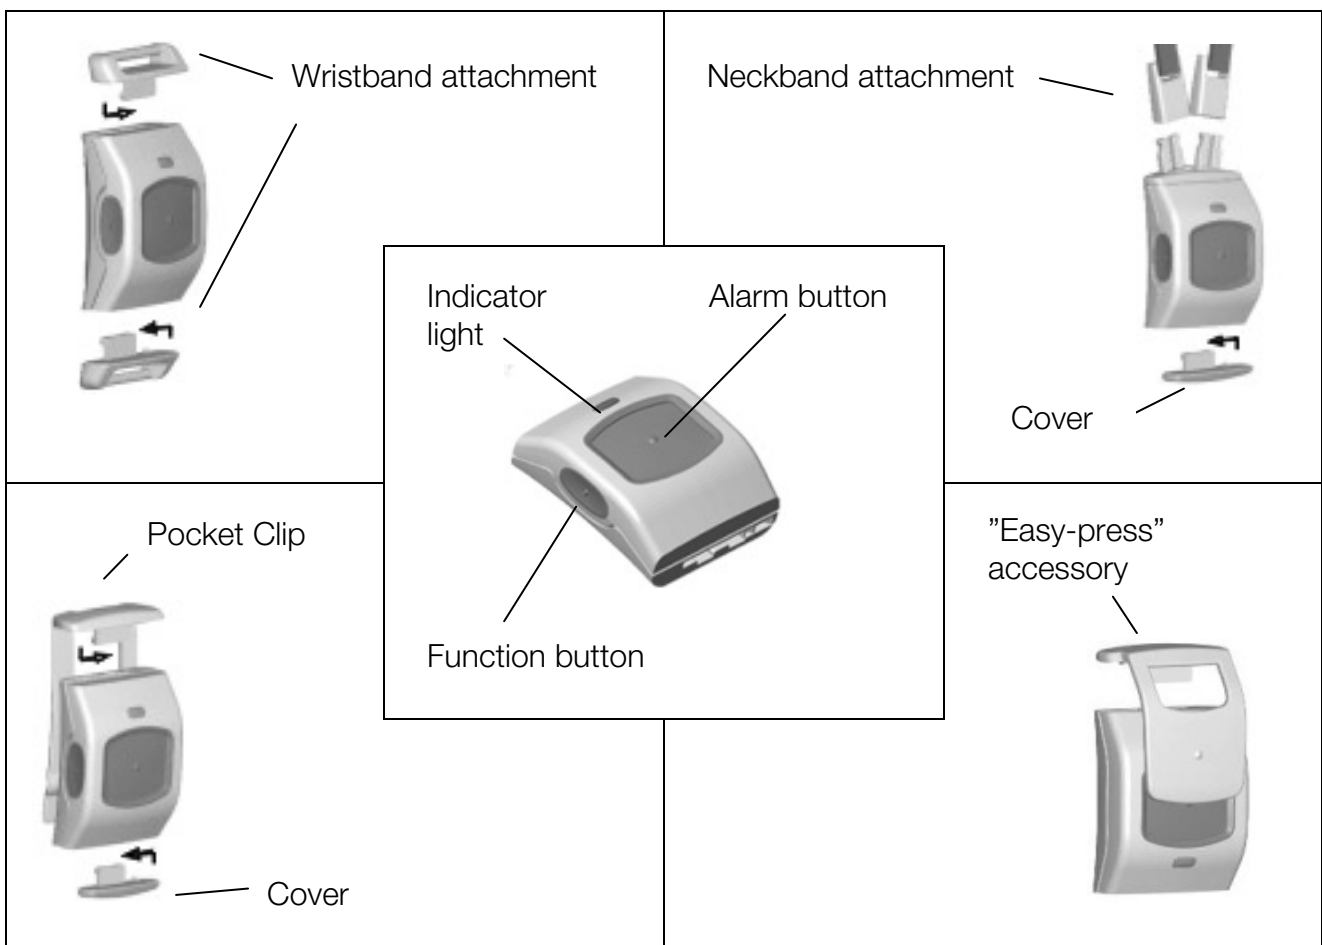 Wristband attachment
Neckband attachment
Cover
Indicator
light
Alarm button
Function button
Pocket Clip
Cover
”Easy-press”
accessory